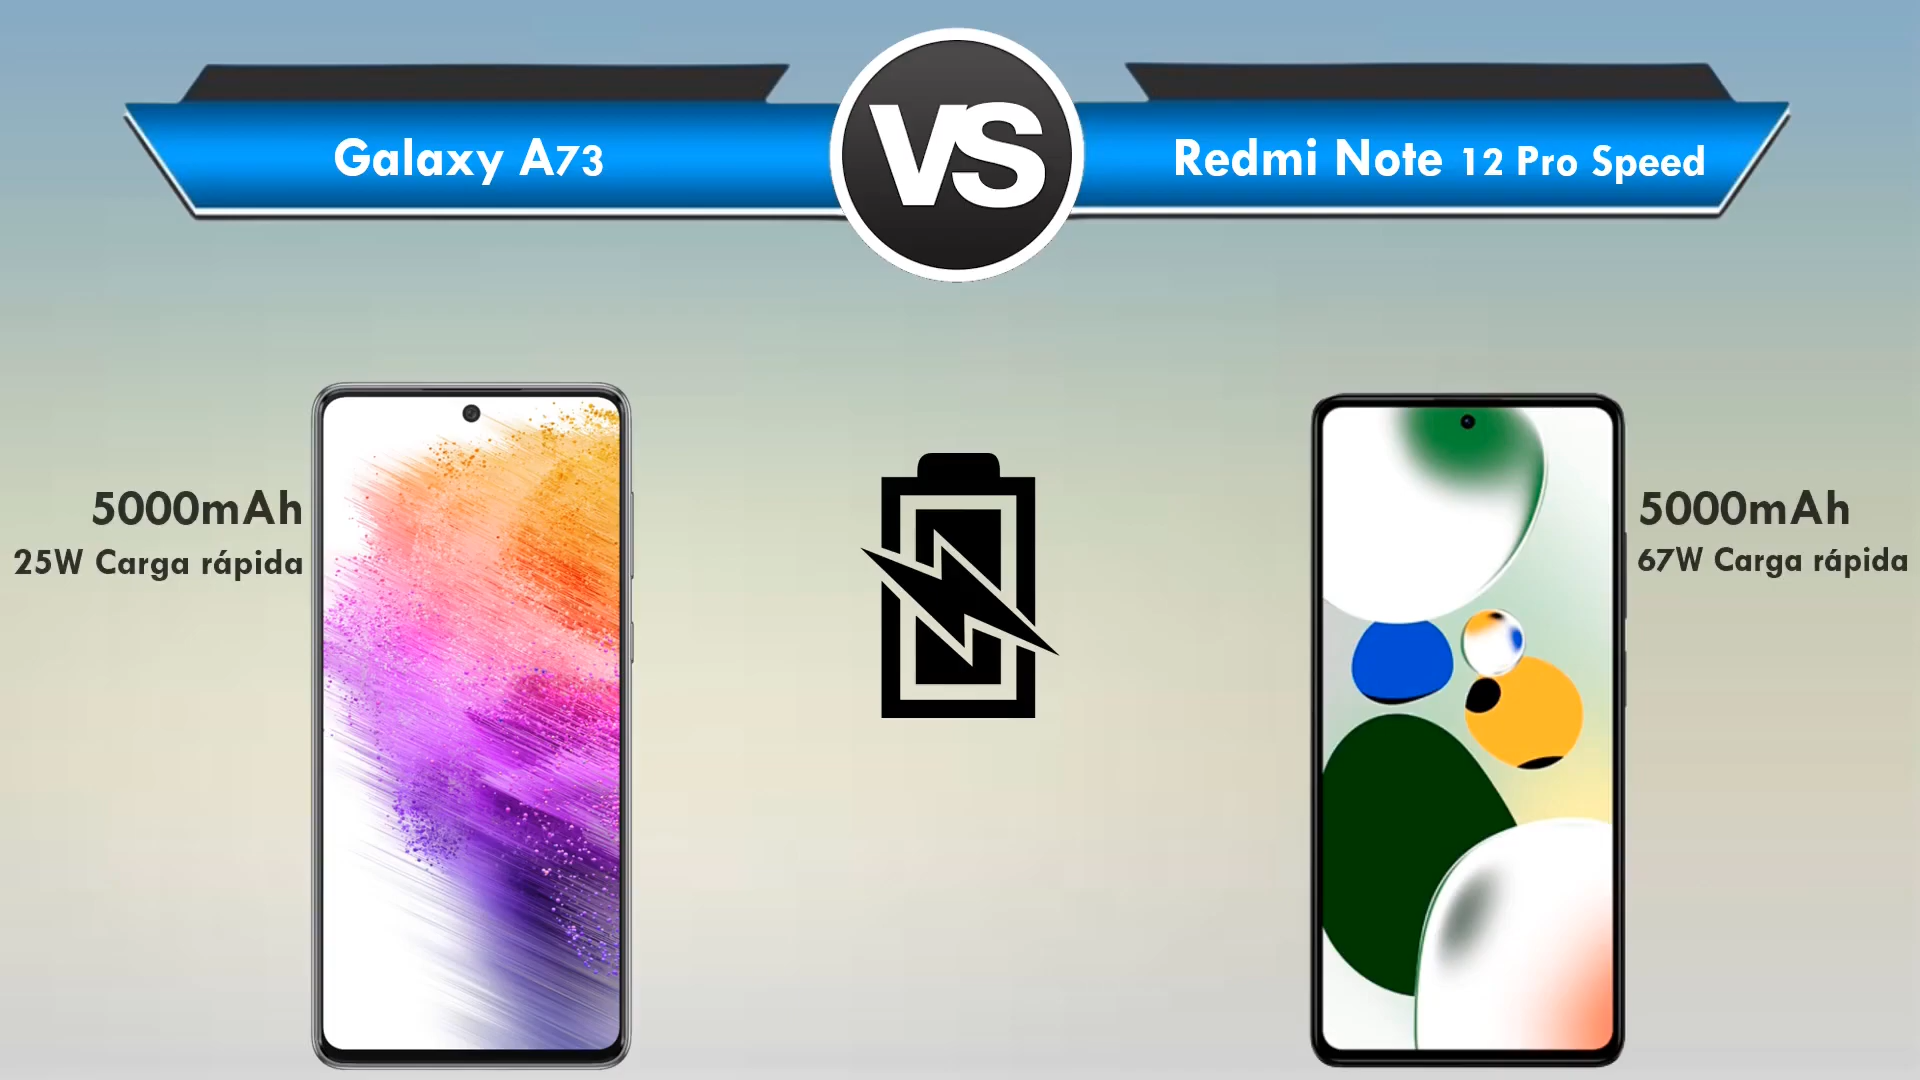 Galaxy A73
VS
Redmi Note 12 Pro Speed
5000mAh
25W Carga rápida
5000mAh
67W Carga rápida